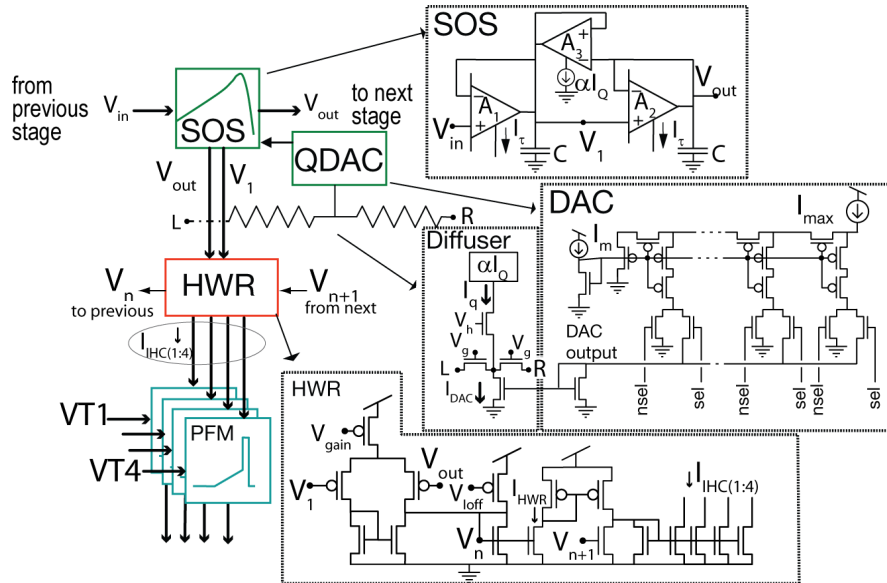 SOS
from
previous
stage
V_in
SOS
V_out
to next
stage
QDAC
V_out
V_1
L
R
HWR
V_n
to previous
V_n+1
from next
I_IHC(1:4)
VT1
VT4
PFM
A_3
+
−
αI_Q
−
A_1
+
V_in
I_τ
C
V_1
−
A_2
+
I_τ
C
V_out
Diffuser
αI_Q
I_q
V_h
V_g
V_g
L
R
I_DAC
DAC
I_m
I_max
DAC
output
nsel
sel
nsel
sel
nsel
sel
HWR
V_gain
V_1
V_out
V_loff
V_n
I_HWR
V_n+1
I_IHC(1:4)